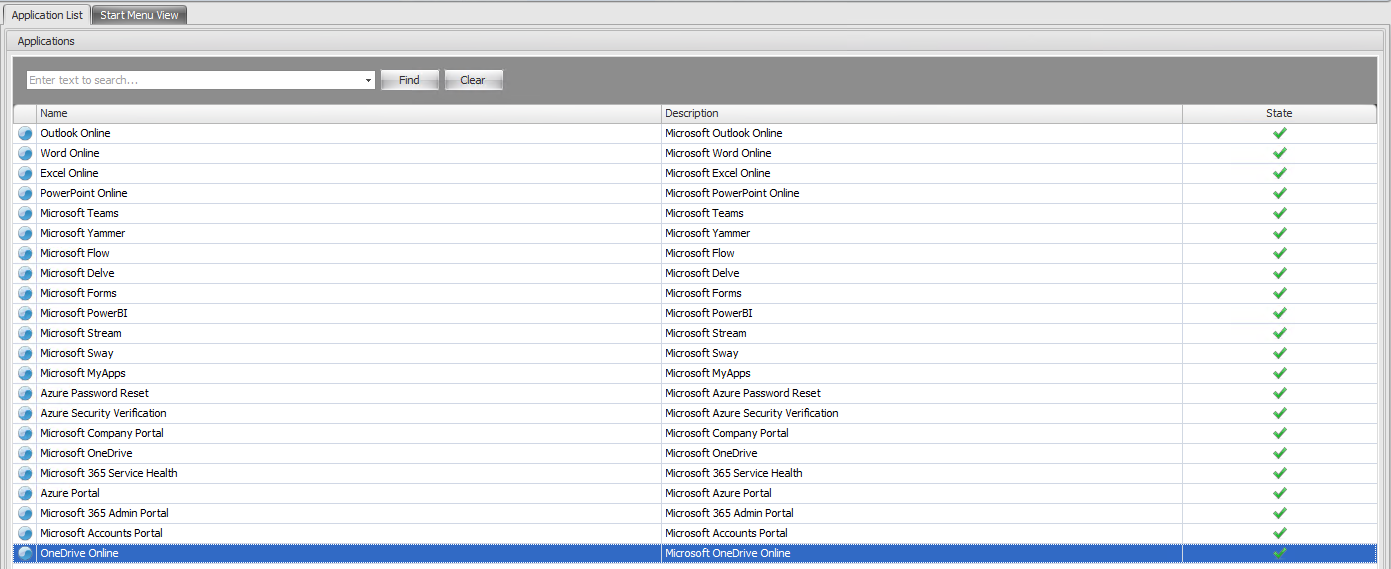 Application List Start Menu View
Applications
Enter text to search... Find Clear
Name Description State
Outlook Online Microsoft Outlook Online
Word Online Microsoft Word Online
Excel Online Microsoft Excel Online
PowerPoint Online Microsoft PowerPoint Online
Microsoft Teams Microsoft Teams
Microsoft Yammer Microsoft Yammer
Microsoft Flow Microsoft Flow
Microsoft Delve Microsoft Delve
Microsoft Forms Microsoft Forms
Microsoft PowerBI Microsoft PowerBI
Microsoft Stream Microsoft Stream
Microsoft Sway Microsoft Sway
Microsoft MyApps Microsoft MyApps
Azure Password Reset Microsoft Azure Password Reset
Azure Security Verification Microsoft Azure Security Verification
Microsoft Company Portal Microsoft Company Portal
Microsoft OneDrive Microsoft OneDrive
Microsoft 365 Service Health Microsoft 365 Service Health
Azure Portal Microsoft Azure Portal
Microsoft 365 Admin Portal Microsoft 365 Admin Portal
Microsoft Accounts Portal Microsoft Accounts Portal
OneDrive Online Microsoft OneDrive Online